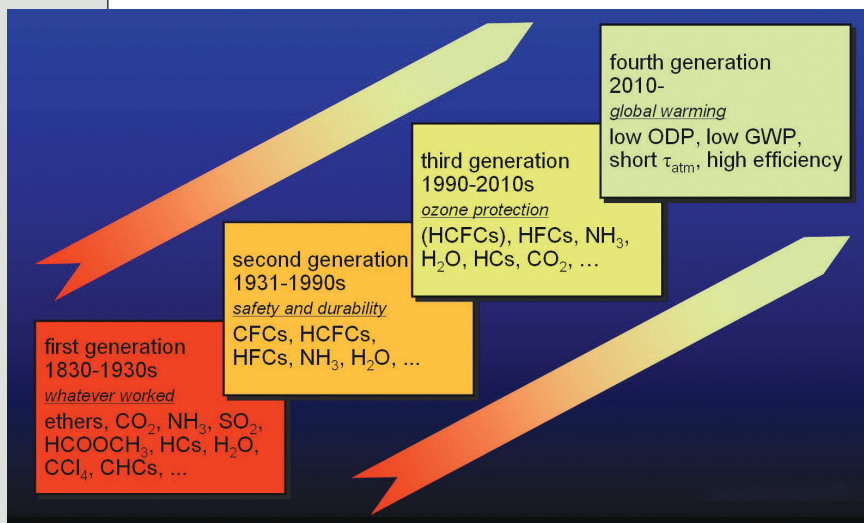 first generation
1830-1930s
whatever worked
ethers, CO₂, NH₃, SO₂,
HCOOCH₃, HCs, H₂O,
CCl₄, CHCs, ...
second generation
1931-1990s
safety and durability
CFCs, HCFCs,
HFCs, NH₃, H₂O, ...
third generation
1990-2010s
ozone protection
(HCFCs), HFCs, NH₃,
H₂O, HCs, CO₂, ...
fourth generation
2010-
global warming
low ODP, low GWP,
short τatm, high efficiency